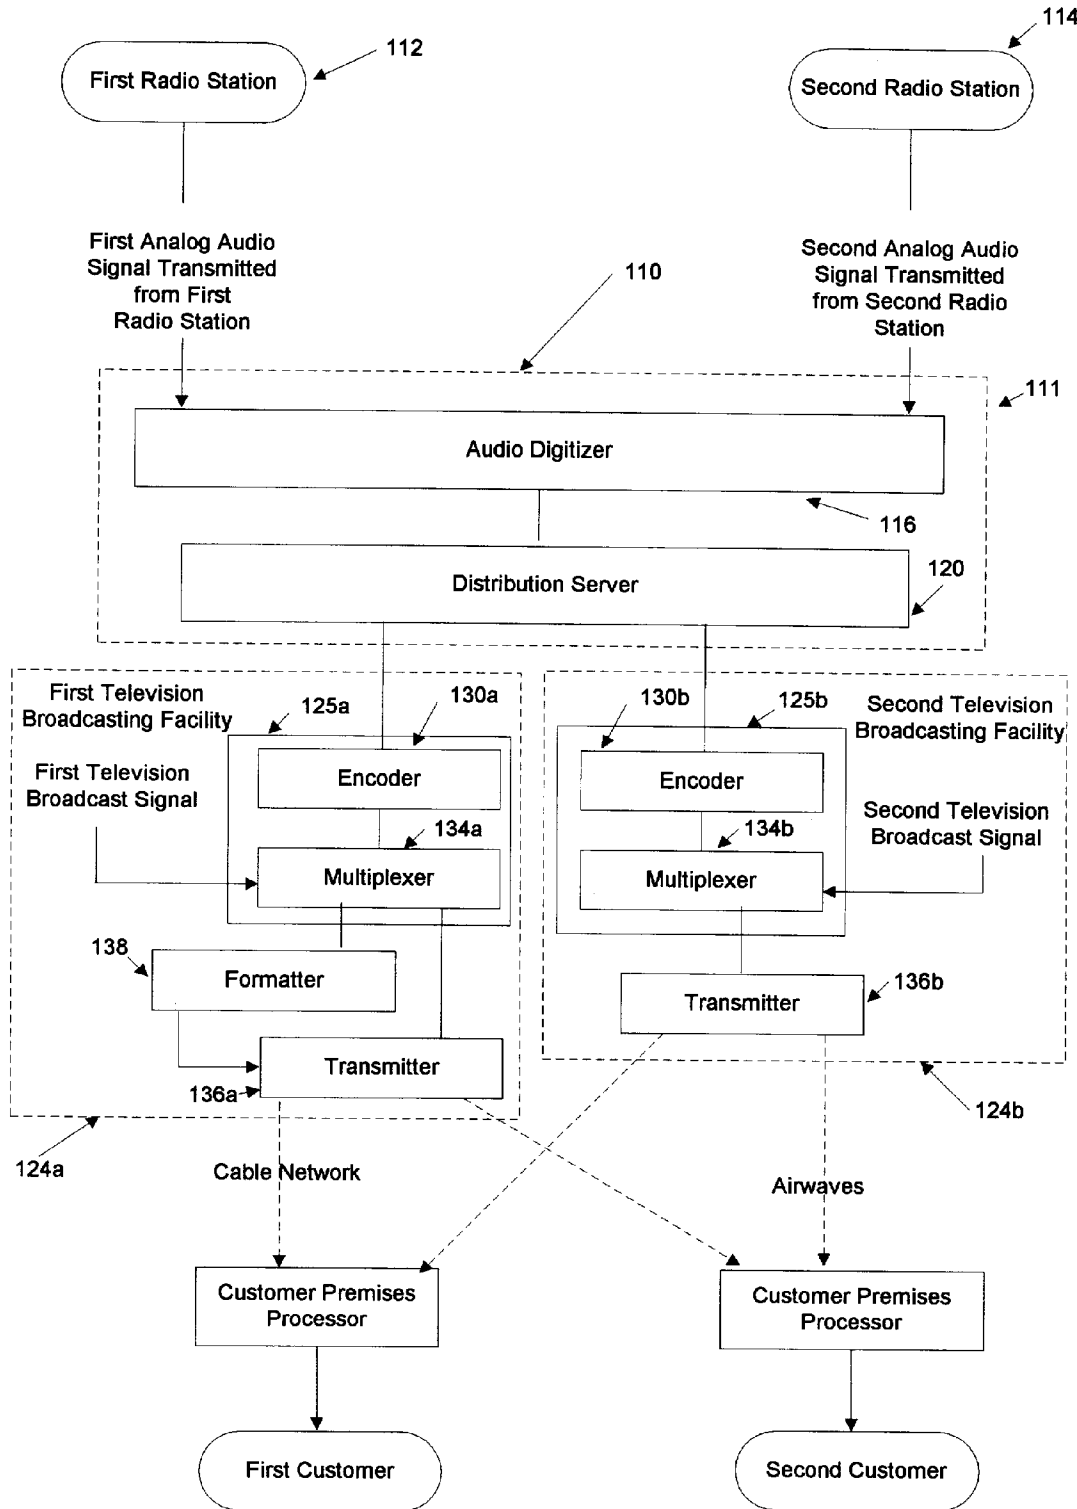 112
First Radio Station
114
Second Radio Station
First Analog Audio
Signal Transmitted
from First
Radio Station
Second Analog Audio
Signal Transmitted
from Second Radio
Station
110
111
Audio Digitizer
116
Distribution Server
120
First Television
Broadcasting Facility
125a
130a
130b
125b
Second Television
Broadcasting Facility
First Television
Broadcast Signal
Encoder
Encoder
134a
134b
Second Television
Broadcast Signal
Multiplexer
Multiplexer
138
Formatter
136b
Transmitter
Transmitter
136a
124a
124b
Cable Network
Airwaves
Customer Premises
Processor
Customer Premises
Processor
First Customer
Second Customer